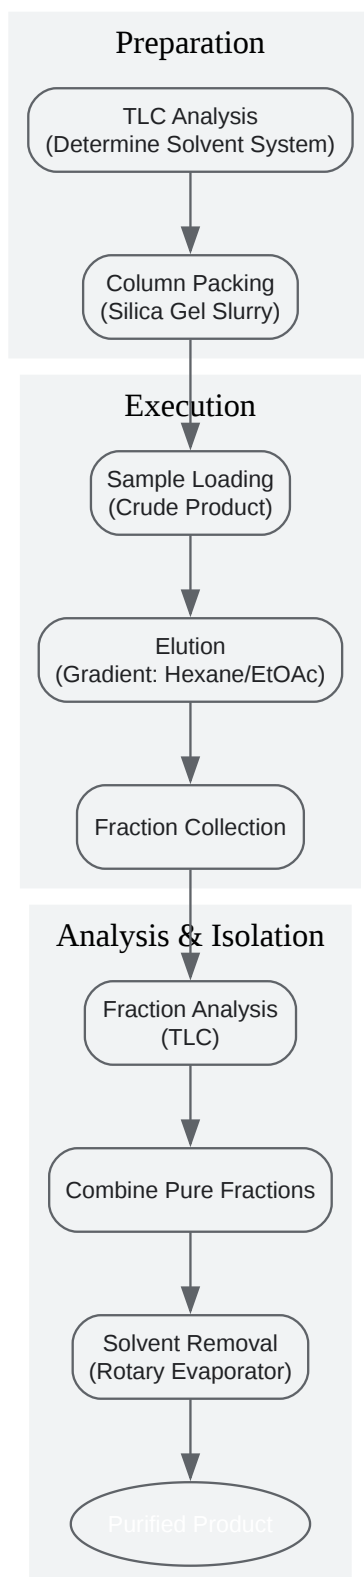 Preparation
TLC Analysis
(Determine Solvent System)
Column Packing
(Silica Gel Slurry)
Execution
Sample Loading
(Crude Product)
Elution
(Gradient: Hexane/EtOAc)
Fraction Collection
Analysis & Isolation
Fraction Analysis
(TLC)
Combine Pure Fractions
Solvent Removal
(Rotary Evaporator)
Purified Product